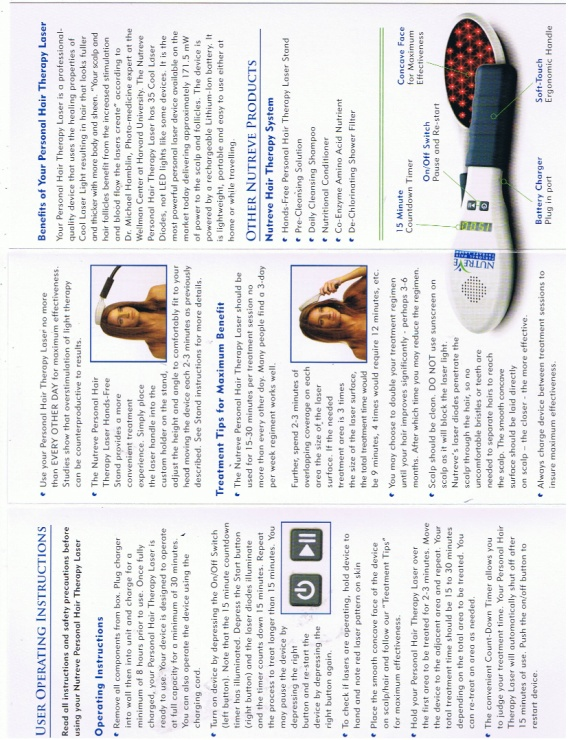 USER OPERATING INSTRUCTIONS
Read all instructions and safety precautions before
using your Nutreve Personal Hair Therapy Laser
Operating Instructions
Remove all components from box. Plug charger
into wall then into unit and charge for a
minimum of 8 hours prior to use. Once fully
charged, your Personal Hair Therapy Laser is
ready to use. Your device is designed to operate
at full capacity for a minimum of 30 minutes.
You can also operate the device using the
charging cord.
Turn on device by depressing the On/Off Switch
(left button). Note that the 15 minute countdown
timer has illuminated. Depress the Start button
(right button) and the laser diodes illuminate
and the timer counts down 15 minutes. Repeat
the process to treat longer than 15 minutes. You
may pause the device by
depressing the right
button and re-start the
device by depressing the
right button again.
To check if lasers are operating, hold device to
hand and note red laser pattern on skin
Place the smooth concave face of the device
on scalp/hair and follow our "Treatment Tips"
for maximum effectiveness.
Hold your Personal Hair Therapy Laser over
the first area to be treated for 2-3 minutes. Move
the device to the adjacent area and repeat. Your
total treatment time should be 15 to 30 minutes
depending on the total area to be treated. You
can re-treat an area as needed.
The convenient Count-Down Timer allows you
to judge your treatment time. Your Personal Hair
Therapy Laser will automatically shut off after
15 minutes of use. Push the on/off button to
restart device.
Use your Personal Hair Therapy Laser no more
than EVERY OTHER DAY for maximum effectiveness.
Studies show that overstimulation of light therapy
can be counterproductive to results.
The Nutreve Personal Hair
Therapy Laser Hands-Free
Stand provides a more
convenient treatment
experience. Simply place
the laser handle into the
custom holder on the stand,
adjust the height and angle to comfortably fit to your
head moving the device each 2-3 minutes as previously
described. See Stand instructions for more details.
Treatment Tips for Maximum Benefit
The Nutreve Personal Hair Therapy Laser should be
used for 15-30 minutes per treatment session no
more than every other day. Many people find a 3-day
per week regiment works well.
Further, spend 2-3 minutes of
overlapping coverage on each
area the size of the laser
surface. If the needed
treatment area is 3 times
the size of the laser surface,
the total treatment time would
be 9 minutes, 4 times would require 12 minutes, etc.
You may choose to double your treatment regimen
until your hair improves significantly - perhaps 3-6
months. After which time you may reduce the regimen.
Scalp should be clean. DO NOT use sunscreen on
scalp as it will block the laser light.
Nutreve's laser diodes penetrate the
scalp through the hair, so no
uncomfortable bristles or teeth are
needed to separate hairs to reach
the scalp. The smooth concave
surface should be laid directly
on scalp – the closer - the more effective.
Always charge device between treatment sessions to
insure maximum effectiveness.
Benefits of Your Personal Hair Therapy Laser
Your Personal Hair Therapy Laser is a professional-
quality device that uses the healing properties of
Cool Laser Light resulting in hair that looks fuller
and thicker with more body and sheen. "Your scalp and
hair follicles benefit from the increased stimulation
and blood flow the lasers create" according to
Dr. Michael Hamblin, Photo-medicine expert at the
Wellman Center at Harvard University. The Nutreve
Personal Hair Therapy Laser has 35 Cool Laser
Diodes, not LED lights like some devices. It is the
most powerful personal laser device available on the
market today delivering approximately 171.5 mW
of power to the scalp and follicles. The device is
powered by a rechargeable Lithium-Ion battery. It
is lightweight, portable and easy to use either at
home or while travelling.
OTHER NUTREVE PRODUCTS
Nutreve Hair Therapy System
Hands-Free Personal Hair Therapy Laser Stand
Pre-Cleansing Solution
Daily Cleansing Shampoo
Nutritional Conditioner
Co-Enzyme Amino Acid Nutrient
De-Chlorinating Shower Filter
15 Minute
Countdown Timer
On/Off Switch
Pause and Re-start
Concave Face
for Maximum
Effectiveness
NUTREVE
Battery Charger
Plug in port
Soft-Touch
Ergonomic Handle